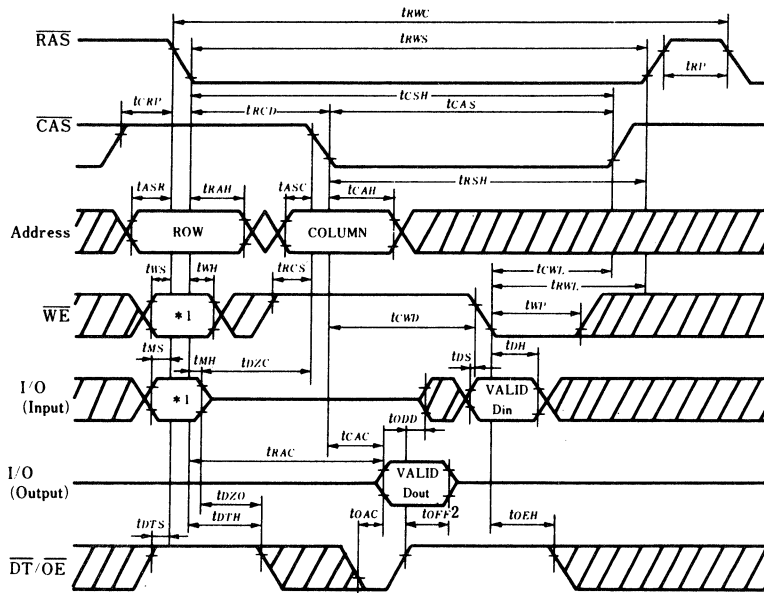 tRWC
RAS tRWS
tRP
tCRP tCSH
tRCD tCAS
CAS
tRSH
tASR tRAH tASC tCAH
Address ROW COLUMN
tWS tWH tRCS tCWL
tRWL
WE *1 tCWD tWP
tMS tMH tDZC tDS tDH
I/O
(Input) *1 VALID
Din
tODD
tCAC
tRAC
I/O
(Output) VALID
Dout
tDZO
tDTS tDTH tOAC tOFF2 tOEH
DT/OE